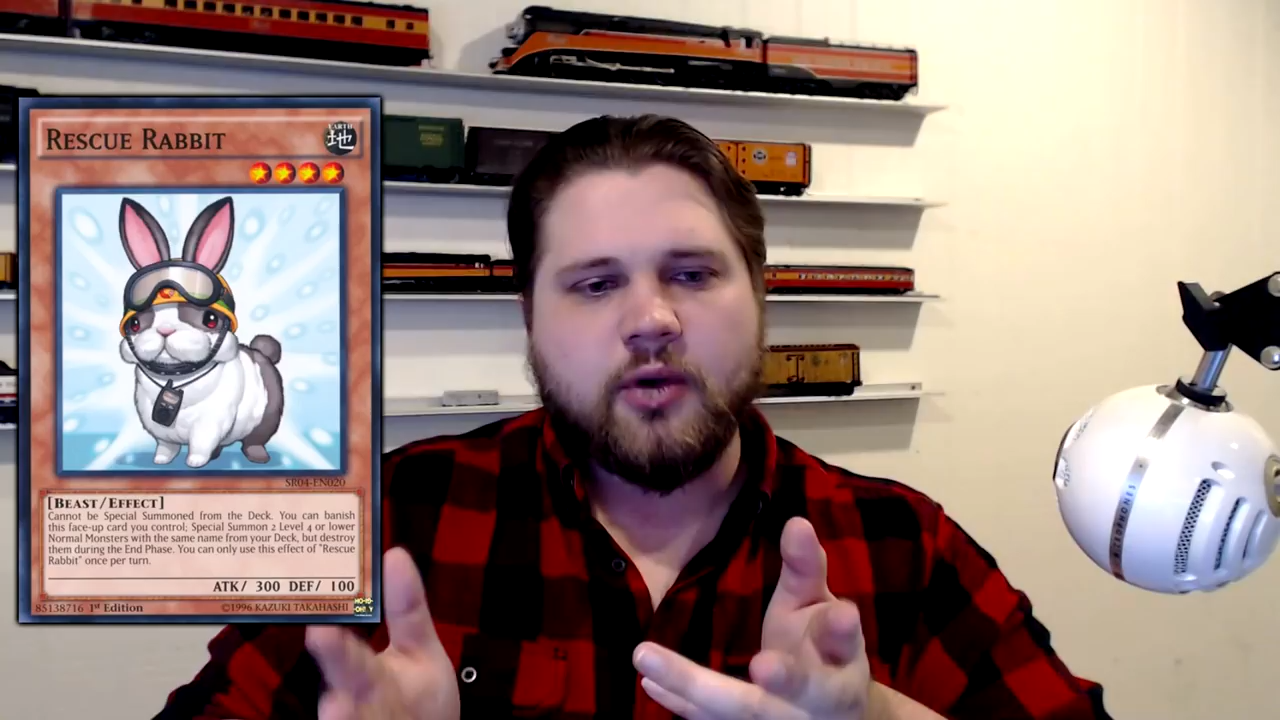 RESCUE RABBIT
EARTH
地
SR04-EN020
[BEAST/EFFECT]
Cannot be Special Summoned from the Deck. You can banish
this face-up card you control; Special Summon 2 Level 4 or lower
Normal Monsters with the same name from your Deck, but destroy
them during the End Phase. You can only use this effect of "Rescue
Rabbit" once per turn.
ATK/ 300 DEF/ 100
85138716 1st Edition ©1996 KAZUKI TAKAHASHI